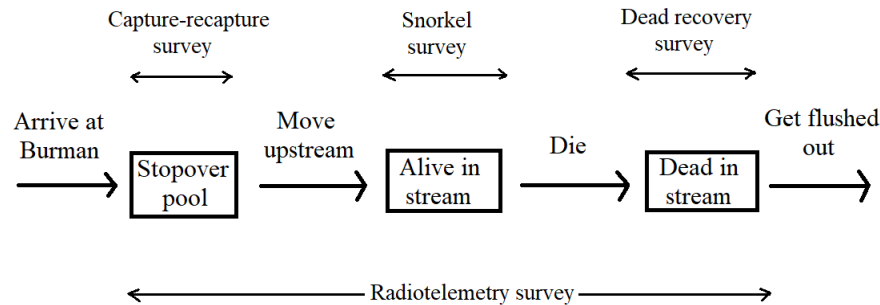 Capture-recapture
survey
Snorkel
survey
Dead recovery
survey
Arrive at
Burman
Stopover
pool
Move
upstream
Alive in
stream
Die
Dead in
stream
Get flushed
out
Radiotelemetry survey